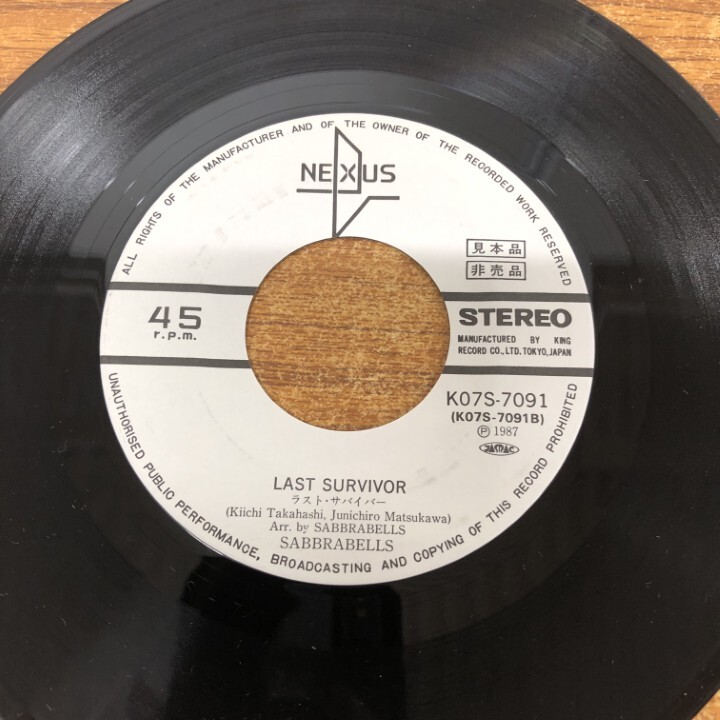 ALL RIGHTS OF THE MANUFACTURER AND OF THE OWNER OF THE RECORDED WORK RESERVED
NEXUS
見本品
非売品
45
r.p.m.
STEREO
MANUFACTURED BY KING
RECORD CO., LTD. TOKYO, JAPAN
K07S-7091
(K07S-7091B)
Ⓟ 1987
JASRAC
LAST SURVIVOR
ラスト・サバイバー
(Kiichi Takahashi, Junichiro Matsukawa)
Arr. by SABBRABELLS
SABBRABELLS
UNAUTHORISED PUBLIC PERFORMANCE, BROADCASTING AND COPYING OF THIS RECORD PROHIBITED